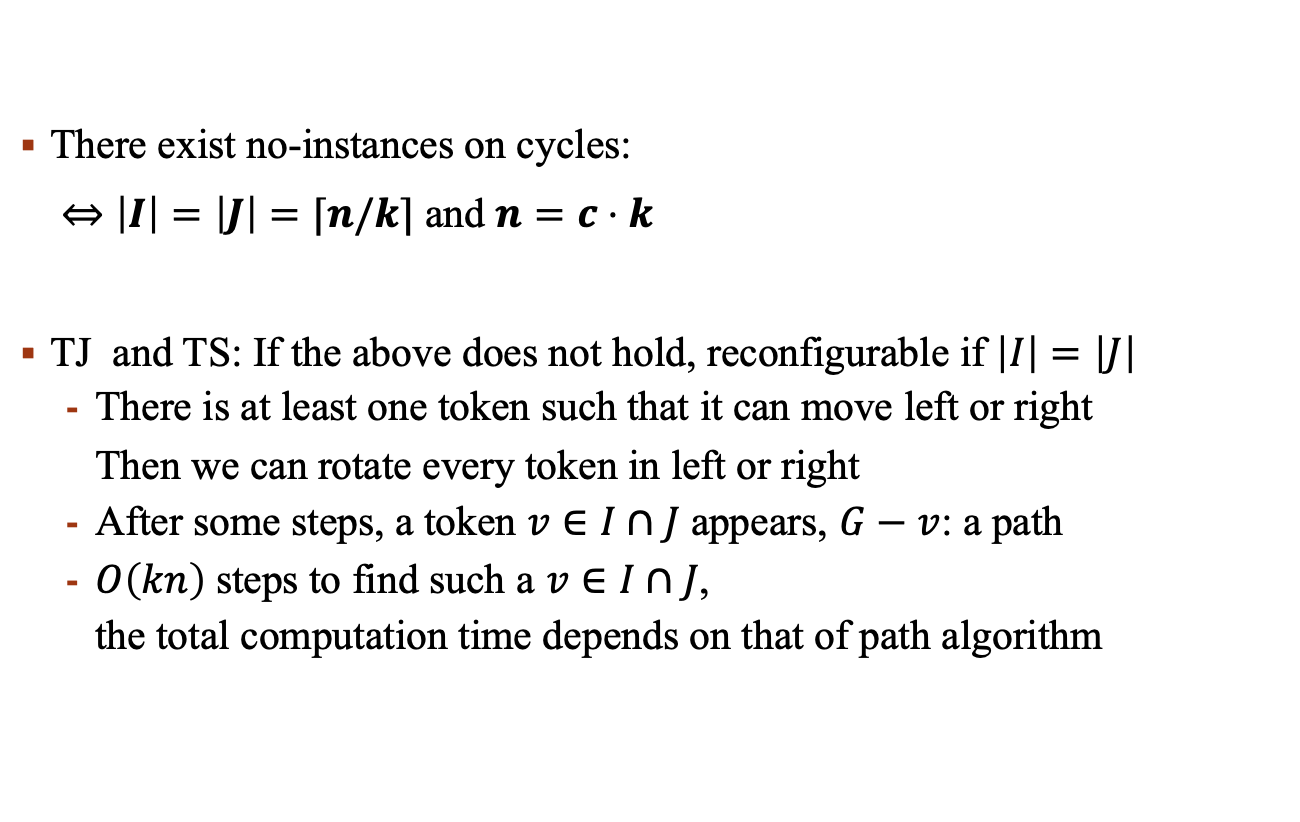 ▪ There exist no-instances on cycles:
⇔ |I| = |J| = ⌈n/k⌉ and n = c · k
▪ TJ and TS: If the above does not hold, reconfigurable if |I| = |J|
- There is at least one token such that it can move left or right
Then we can rotate every token in left or right
- After some steps, a token v ∈ I ∩ J appears, G − v: a path
- O(kn) steps to find such a v ∈ I ∩ J,
the total computation time depends on that of path algorithm